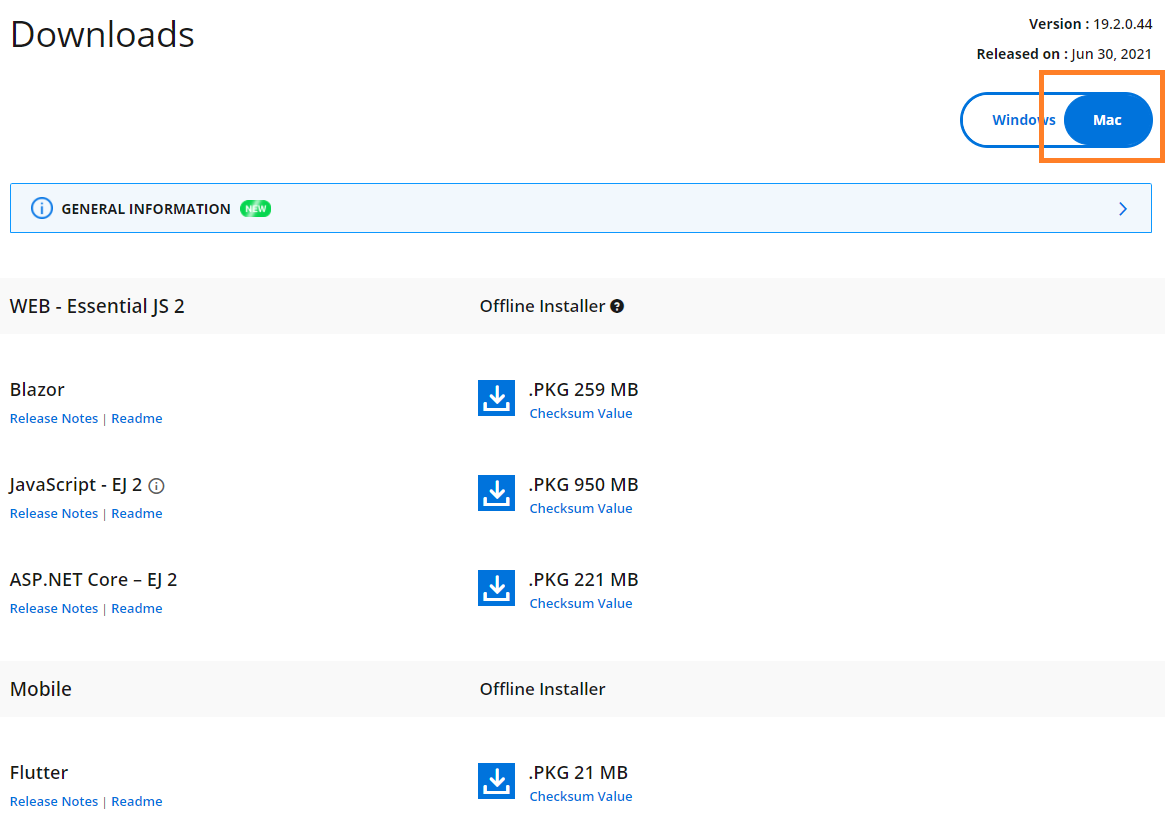 Downloads
Version : 19.2.0.44
Released on : Jun 30, 2021
Windows
Mac
GENERAL INFORMATION NEW
WEB - Essential JS 2
Offline Installer
Blazor
.PKG 259 MB
Release Notes | Readme
Checksum Value
JavaScript - EJ 2
.PKG 950 MB
Release Notes | Readme
Checksum Value
ASP.NET Core – EJ 2
.PKG 221 MB
Release Notes | Readme
Checksum Value
Mobile
Offline Installer
Flutter
.PKG 21 MB
Release Notes | Readme
Checksum Value